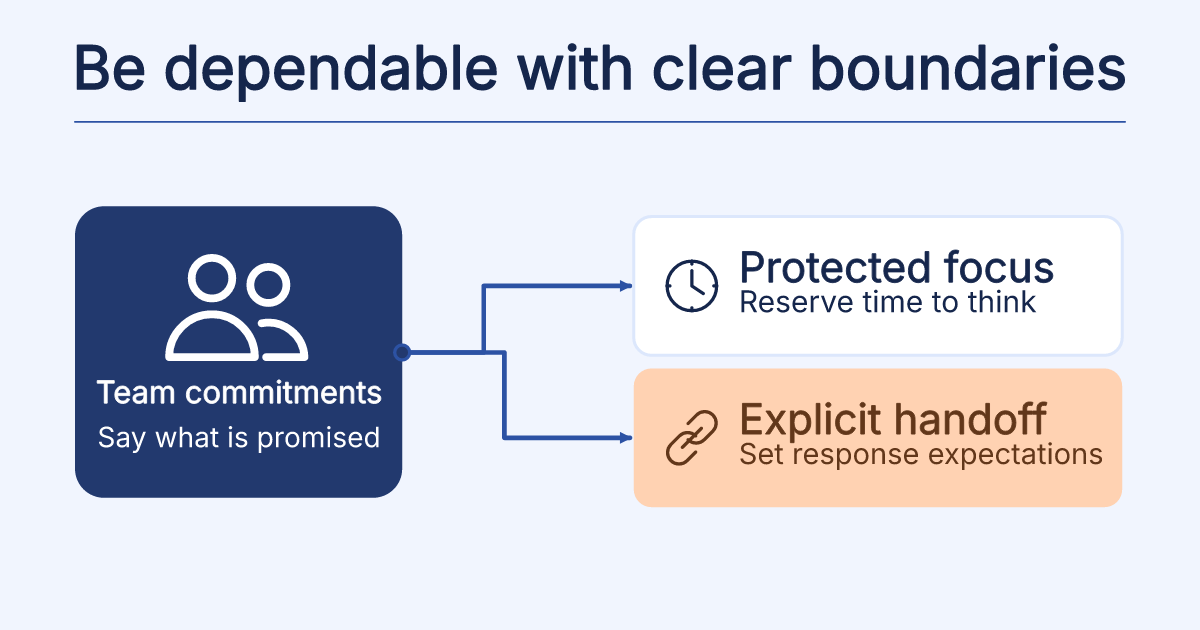 Be dependable with clear boundaries
Team commitments
Say what is promised
Protected focus
Reserve time to think
Explicit handoff
Set response expectations